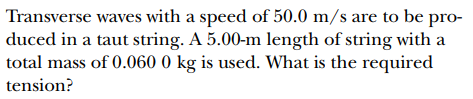 Transverse waves with a speed of 50.0 m/s are to be pro-
duced in a taut string. A 5.00-m length of string with a
total mass of 0.060 0 kg is used. What is the required
tension?